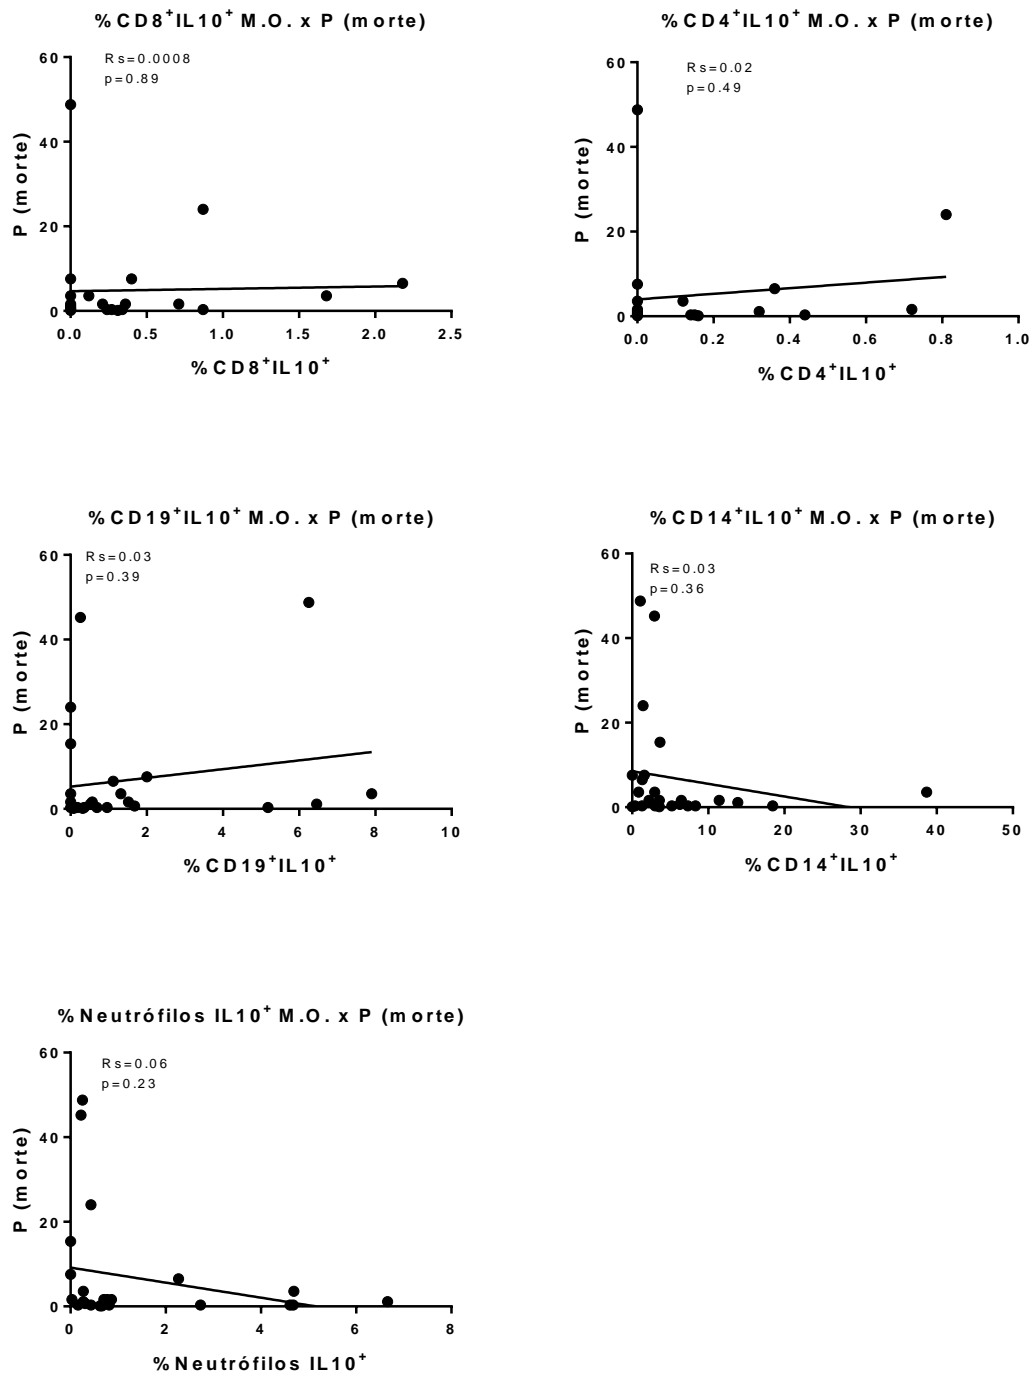 %CD8⁺IL10⁺ M.O. x P (morte)
Rs=0.0008
p=0.89
60
40
20
0
P (morte)
0.0 0.5 1.0 1.5 2.0 2.5
%CD8⁺IL10⁺
%CD4⁺IL10⁺ M.O. x P (morte)
Rs=0.02
p=0.49
60
40
20
0
P (morte)
0.0 0.2 0.4 0.6 0.8 1.0
%CD4⁺IL10⁺
%CD19⁺IL10⁺ M.O. x P (morte)
Rs=0.03
p=0.39
60
40
20
0
P (morte)
0 2 4 6 8 10
%CD19⁺IL10⁺
%CD14⁺IL10⁺ M.O. x P (morte)
Rs=0.03
p=0.36
60
40
20
0
P (morte)
0 10 20 30 40 50
%CD14⁺IL10⁺
%Neutrófilos IL10⁺ M.O. x P (morte)
Rs=0.06
p=0.23
60
40
20
0
P (morte)
0 2 4 6 8
%Neutrófilos IL10⁺